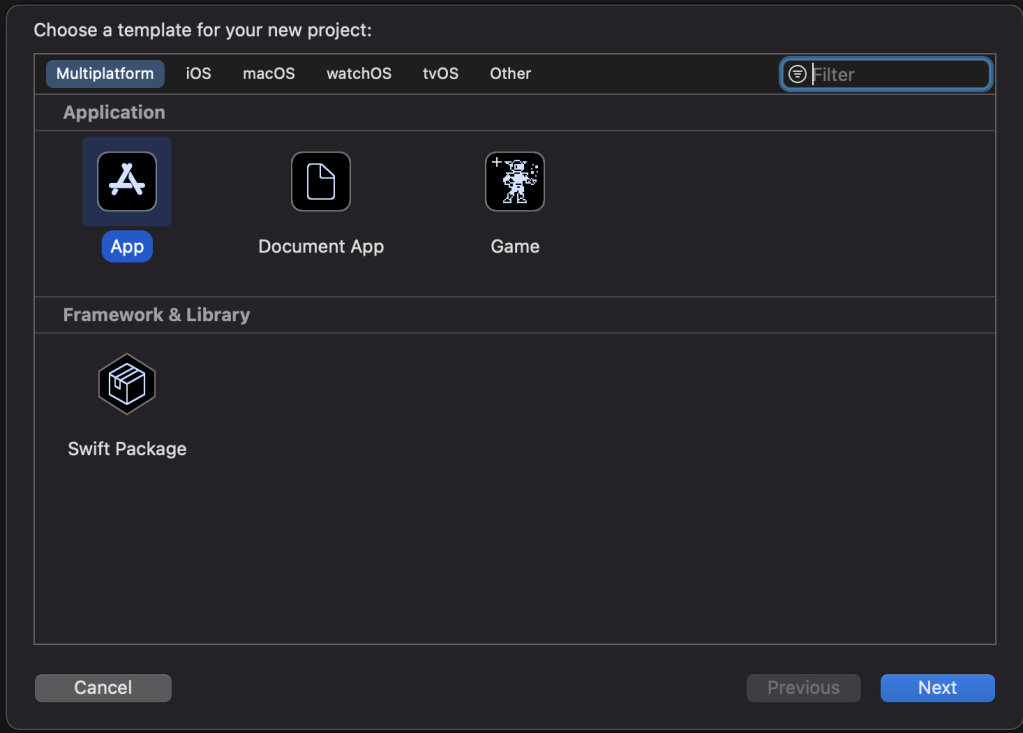 Choose a template for your new project:
Multiplatform iOS macOS watchOS tvOS Other Filter
Application
App Document App Game
Framework & Library
Swift Package
Cancel Previous Next